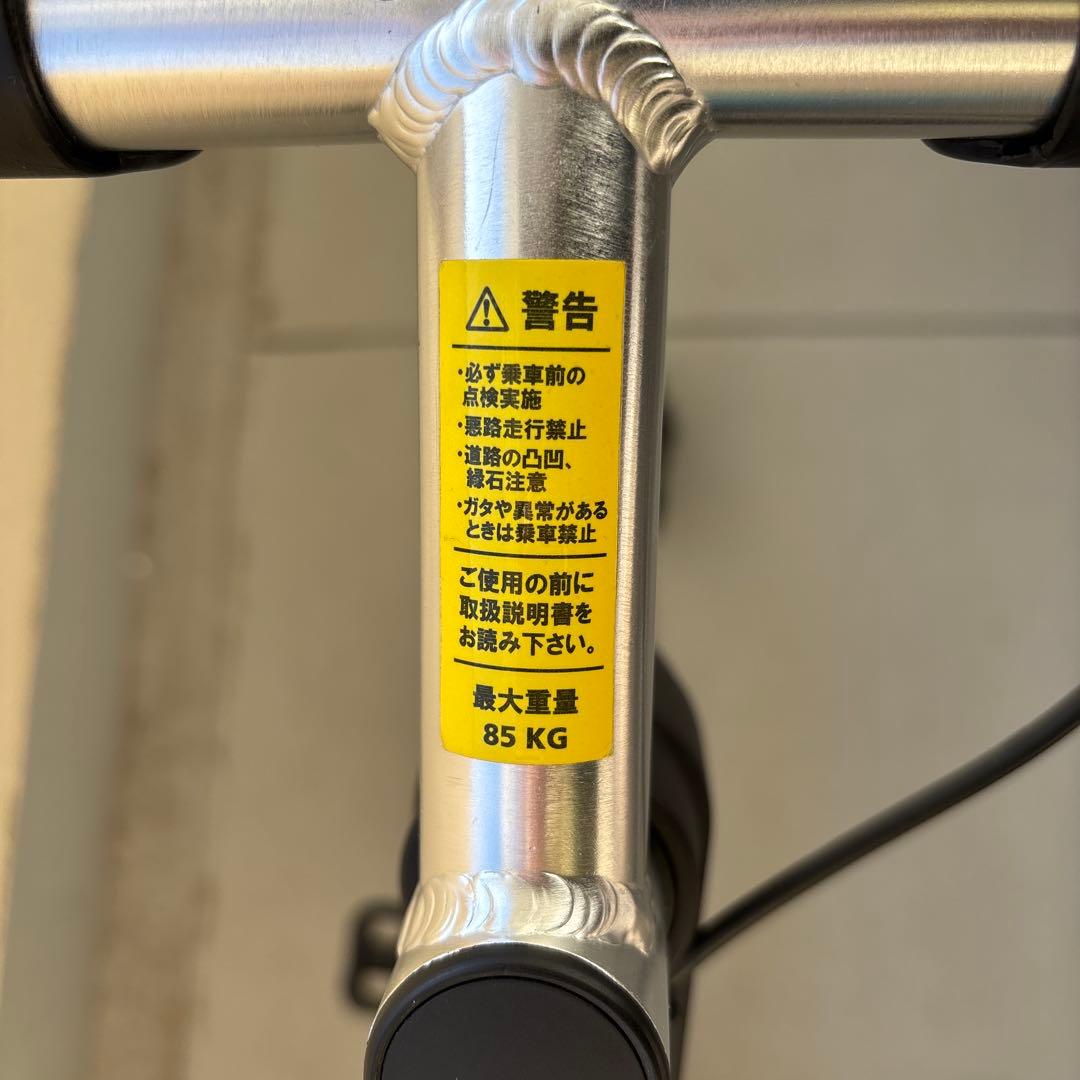 警告
・必ず乗車前の
点検実施
・悪路走行禁止
・道路の凸凹、
縁石注意
・ガタや異常がある
ときは乗車禁止
ご使用の前に
取扱説明書を
お読み下さい。
最大重量
85 KG